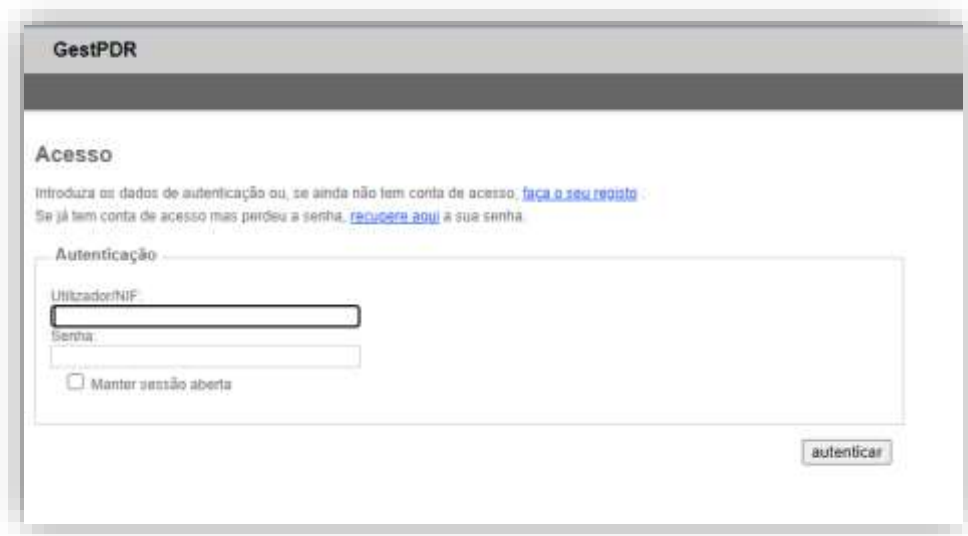 GestPDR
Acesso
Introduza os dados de autenticação ou, se ainda não tem conta de acesso, faça o seu registo .
Se já tem conta de acesso mas perdeu a senha, recupere aqui a sua senha.
Autenticação
Utilizador/NIF:
Senha:
Manter sessão aberta
autenticar